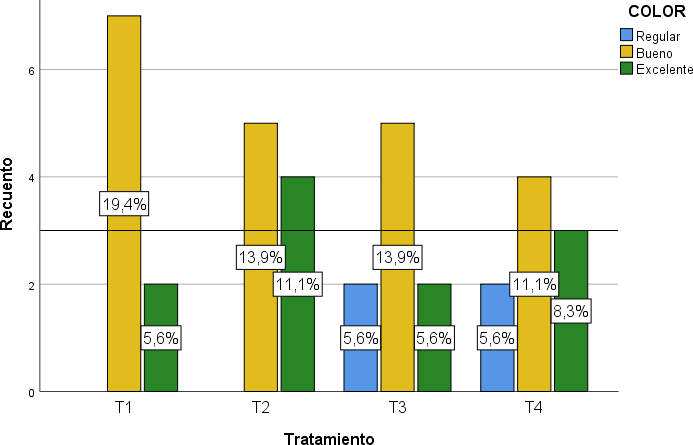 COLOR
Regular
Bueno
Excelente
Recuento
6
4
2
0
19,4%
5,6%
13,9%
11,1%
5,6%
13,9%
5,6%
5,6%
11,1%
8,3%
T1
T2
T3
T4
Tratamiento